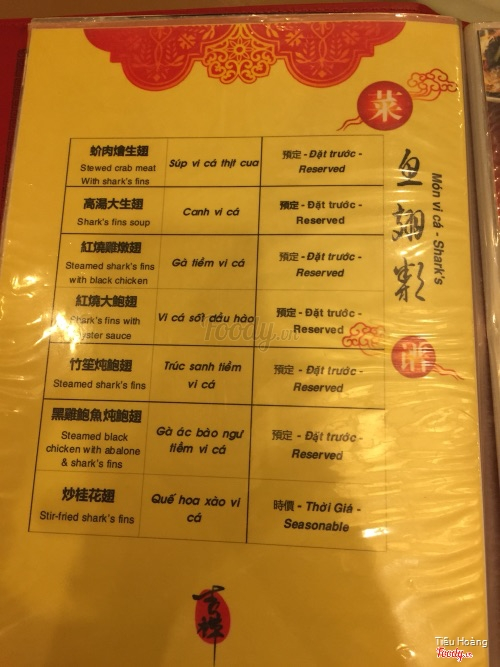 菜
魚翅類
譜
Món vi cá - Shark's
蚧肉燴生翅
Stewed crab meat
With shark's fins
Súp vi cá thịt cua
預定 - Đặt trước -
Reserved
高湯大生翅
Shark's fins soup
Canh vi cá
預定 - Đặt trước -
Reserved
紅燒雞燉翅
Steamed shark's fins
with black chicken
Gà tiềm vi cá
預定 - Đặt trước -
Reserved
紅燒大鮑翅
Shark's fins with
oyster sauce
Vi cá sốt dầu hào
預定 - Đặt trước -
Reserved
竹笙炖鮑翅
Steamed shark's fins
Trúc sanh tiềm
vi cá
預定 - Đặt trước -
Reserved
黑雞鮑魚炖鮑翅
Steamed black
chicken with abalone
& shark's fins
Gà ác bào ngư
tiềm vi cá
預定 - Đặt trước -
Reserved
炒桂花翅
Stir-fried shark's fins
Quế hoa xào vi
cá
時價 - Thời Giá -
Seasonable
foody.vn
Tiểu Hoàng
foody.vn